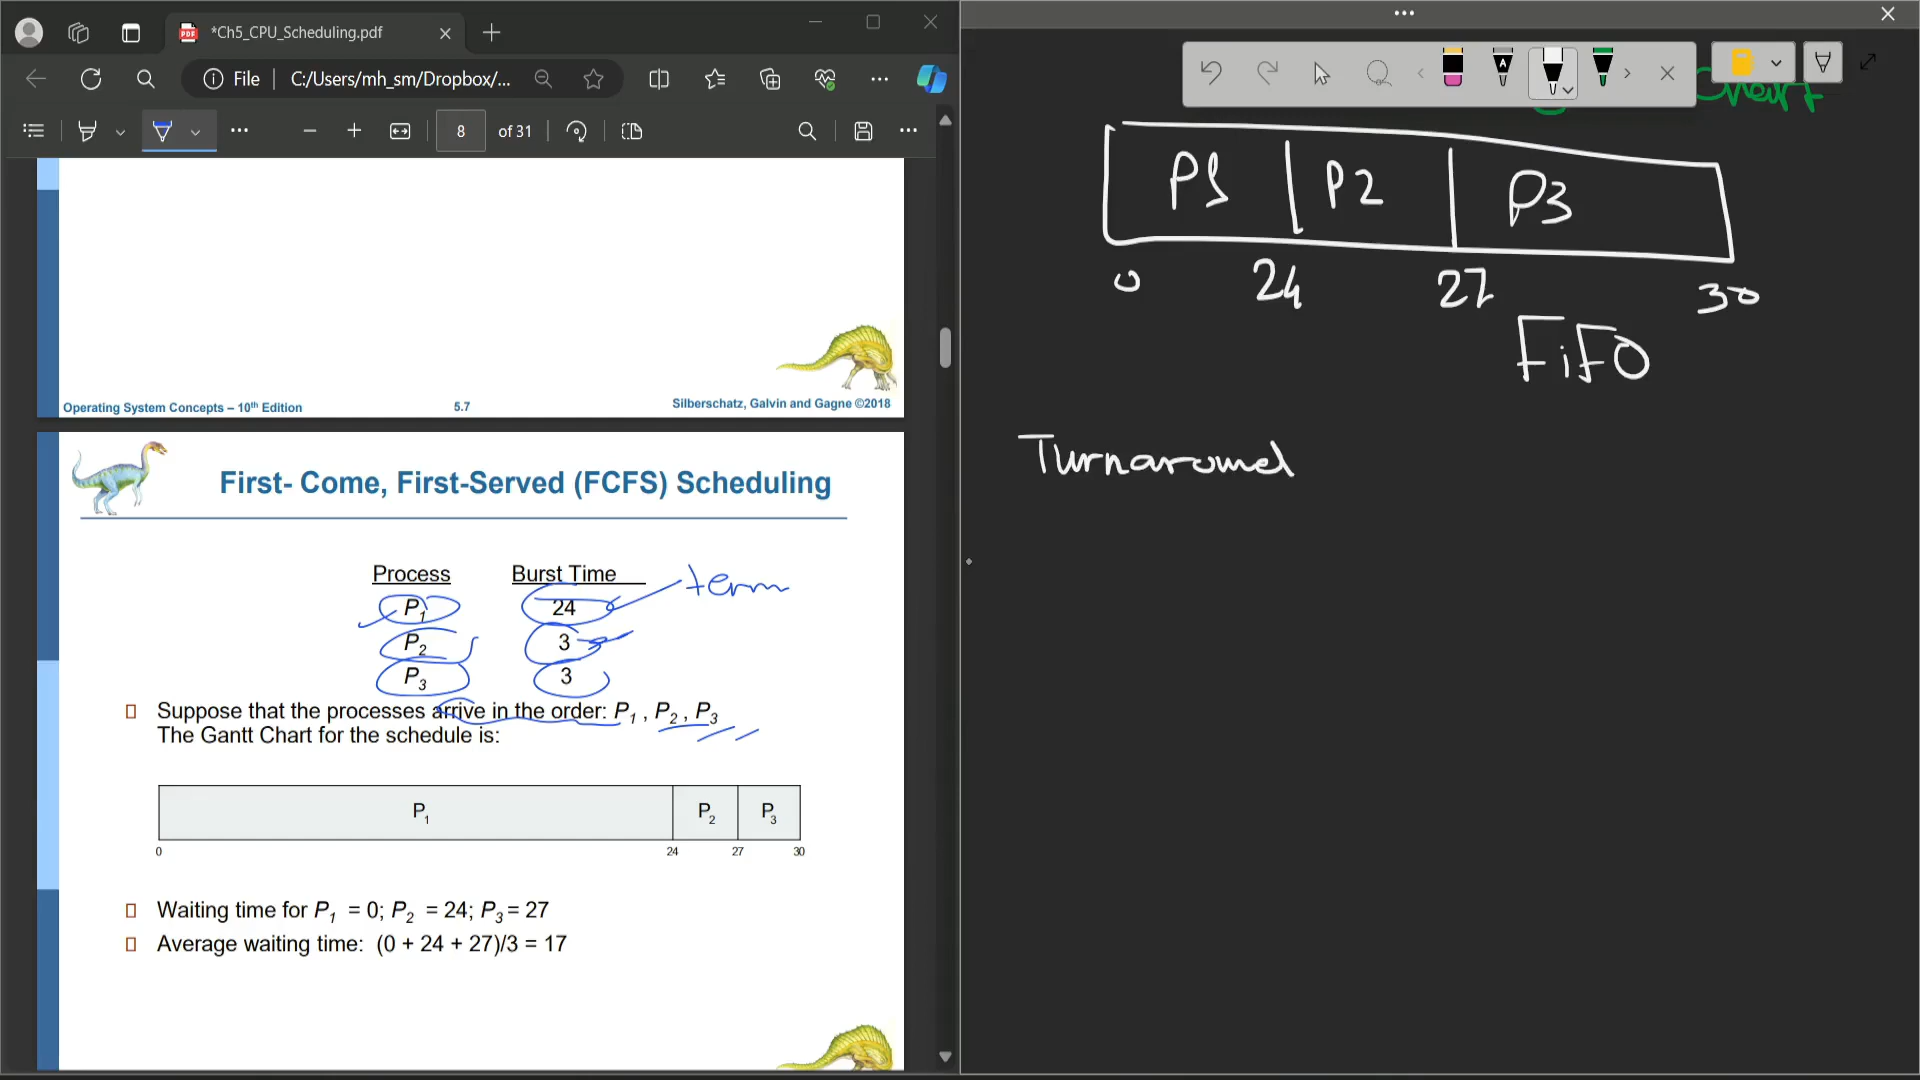 *Ch5_CPU_Scheduling.pdf
File
C:/Users/mh_sm/Dropbox/...
8 of 31
Operating System Concepts – 10th Edition 5.7 Silberschatz, Galvin and Gagne ©2018
First- Come, First-Served (FCFS) Scheduling
Process Burst Time
P1 24 term
P2 3
P3 3
Suppose that the processes arrive in the order: P1 , P2 , P3
The Gantt Chart for the schedule is:
P1 P2 P3
0 24 27 30
Waiting time for P1 = 0; P2 = 24; P3 = 27
Average waiting time: (0 + 24 + 27)/3 = 17
chart
P1 P2 P3
0 24 27 30
FiFO
Turnaround